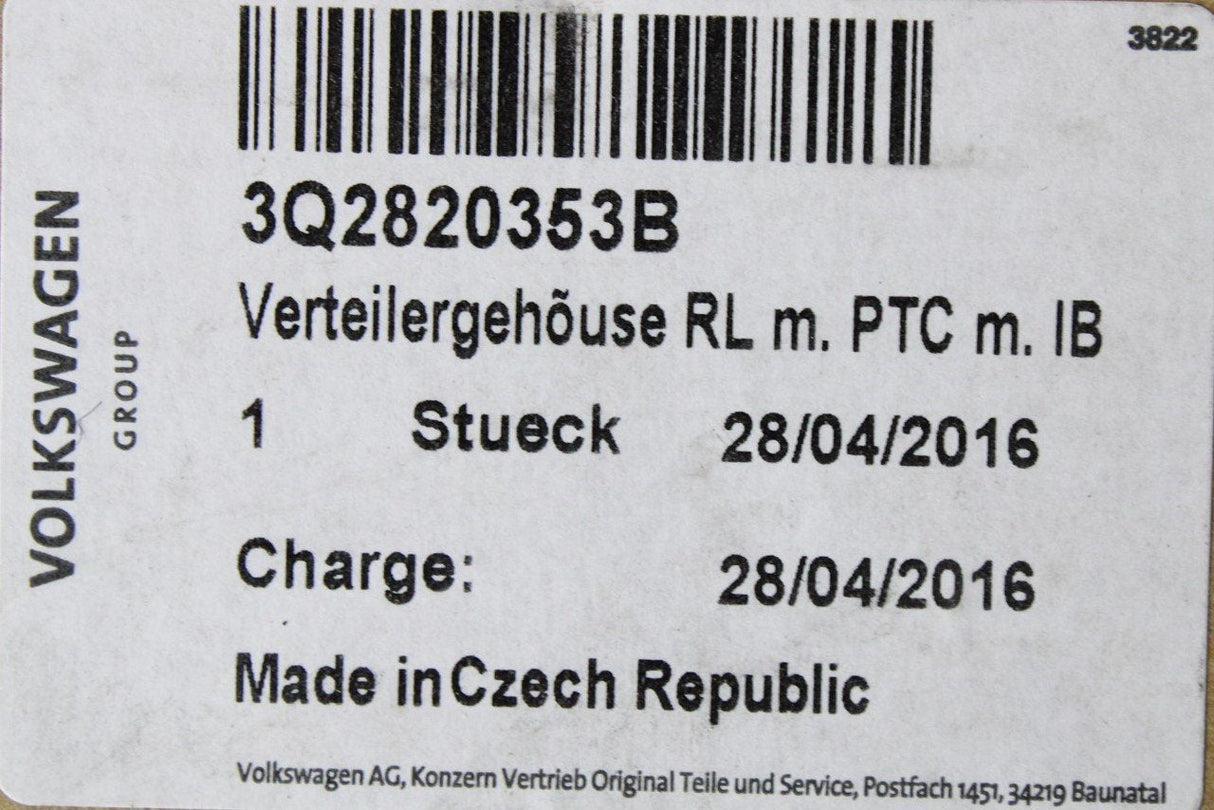 3822
3Q2820353B
Verteilergehõuse RL m. PTC m. IB
1 Stueck 28/04/2016
Charge: 28/04/2016
Made in Czech Republic
Volkswagen AG, Konzern Vertrieb Original Teile und Service, Postfach 1451, 34219 Baunatal
VOLKSWAGEN
GROUP